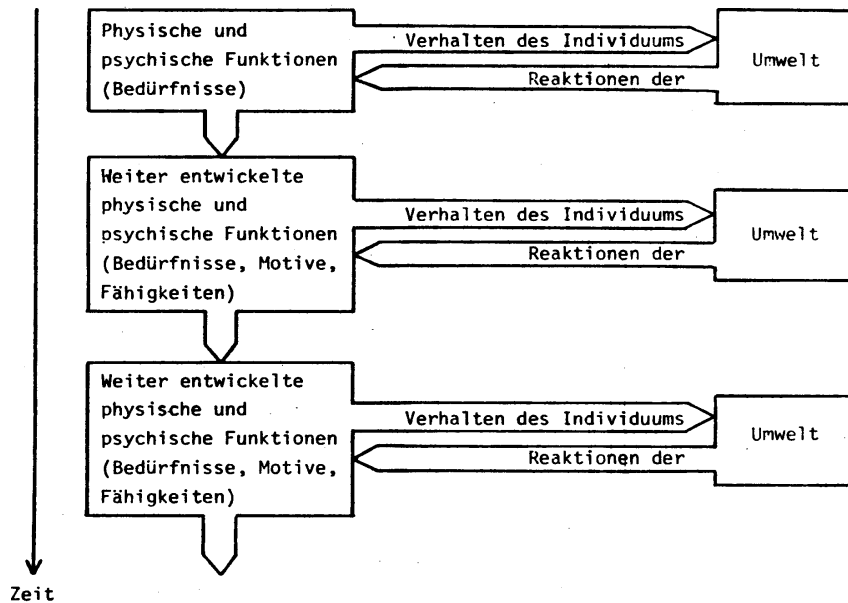 Physische und
psychische Funktionen
(Bedürfnisse)
Verhalten des Individuums
Reaktionen der
Umwelt
Weiter entwickelte
physische und
psychische Funktionen
(Bedürfnisse, Motive,
Fähigkeiten)
Verhalten des Individuums
Reaktionen der
Umwelt
Weiter entwickelte
physische und
psychische Funktionen
(Bedürfnisse, Motive,
Fähigkeiten)
Verhalten des Individuums
Reaktionen der
Umwelt
Zeit